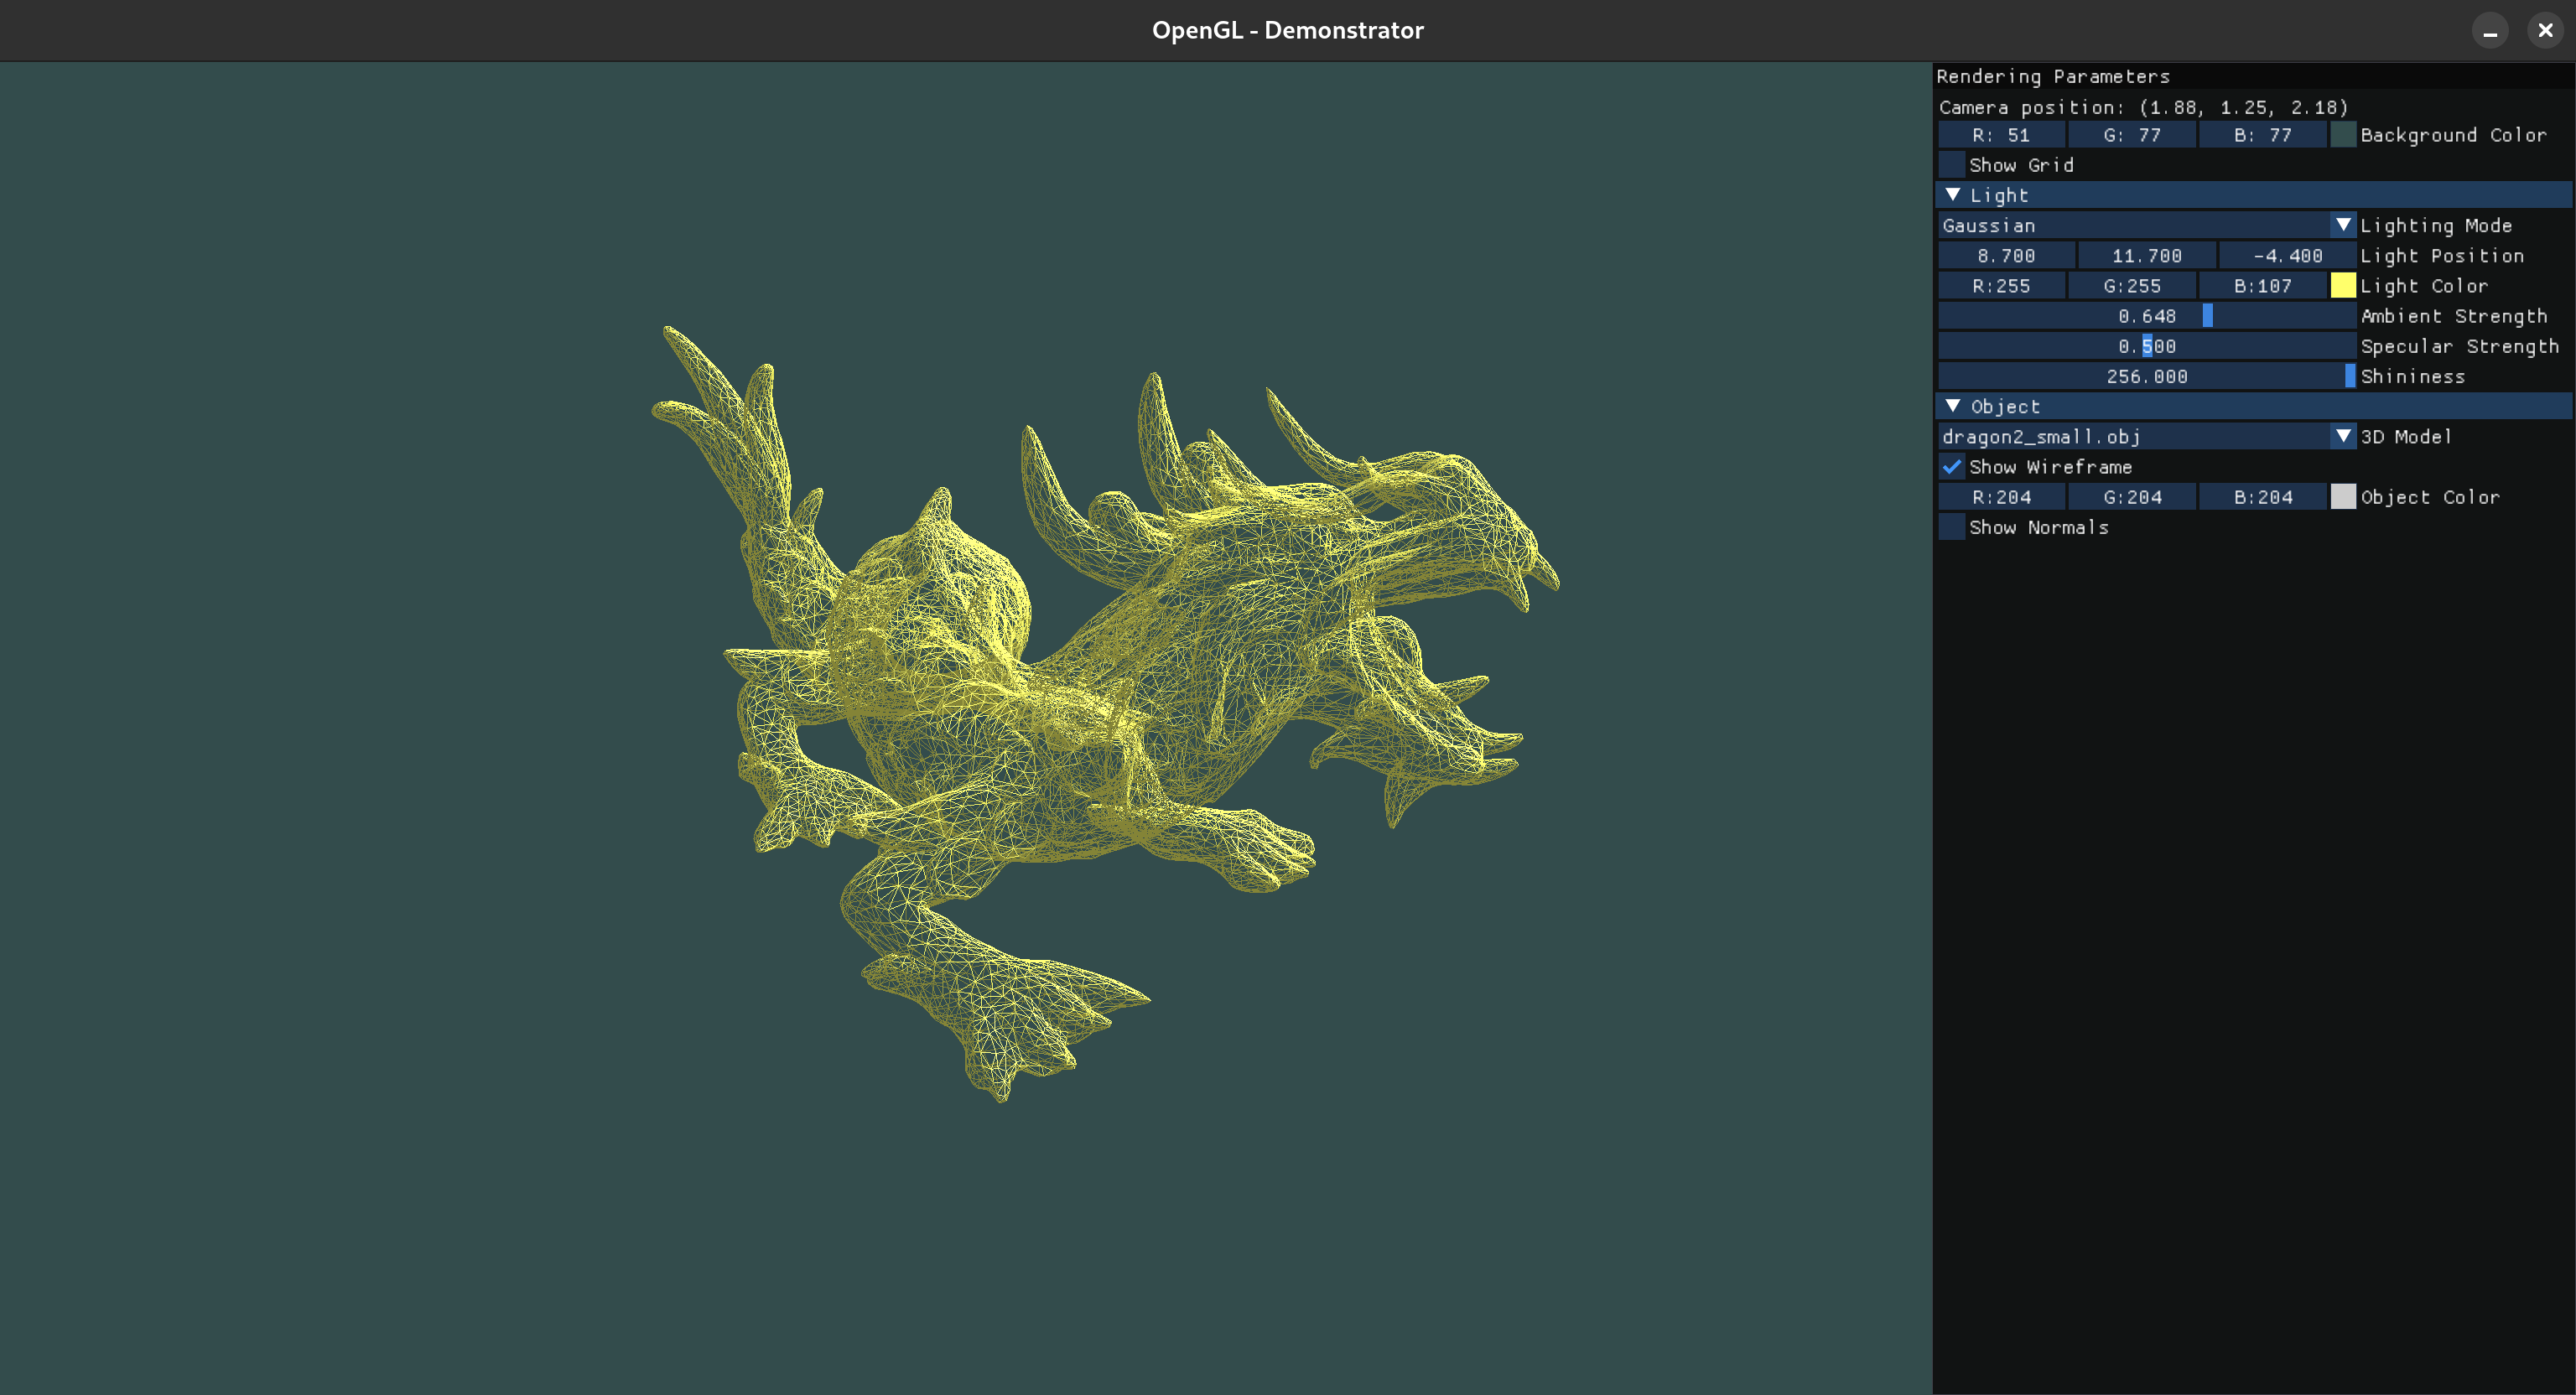 OpenGL - Demonstrator
Rendering Parameters
Camera position: (1.88, 1.25, 2.18)
R: 51 G: 77 B: 77 Background Color
Show Grid
Light
Gaussian Lighting Mode
8.700 11.700 -4.400 Light Position
R:255 G:255 B:107 Light Color
0.648 Ambient Strength
0.500 Specular Strength
256.000 Shininess
Object
dragon2_small.obj 3D Model
Show Wireframe
R:204 G:204 B:204 Object Color
Show Normals